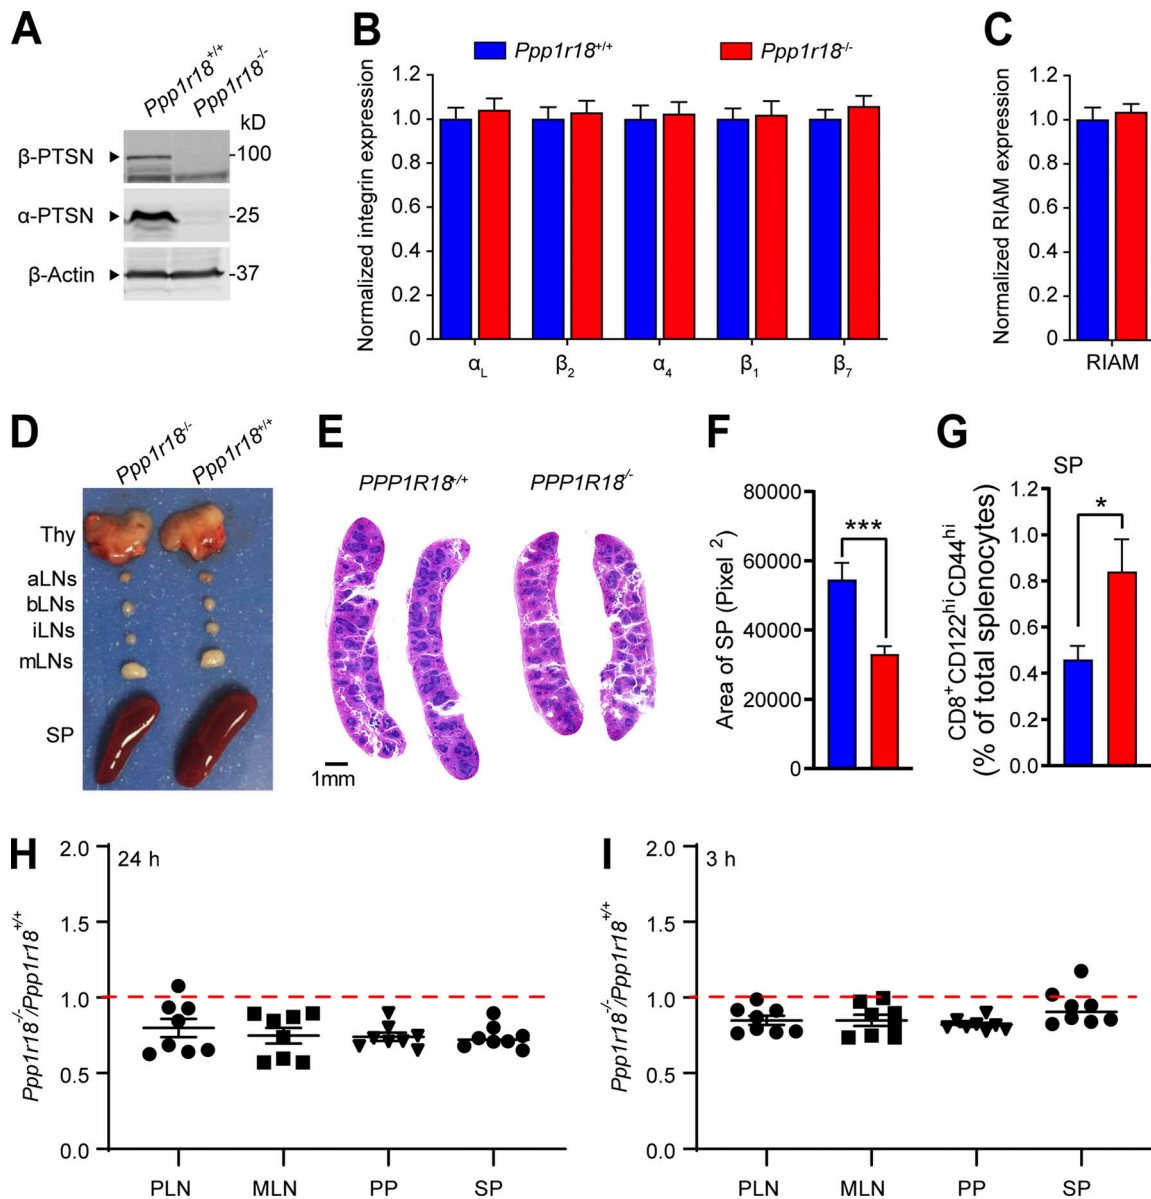 A
Ppp1r18+/+
Ppp1r18-/-
kD
β-PTSN
-100
α-PTSN
-25
β-Actin
-37
B
Ppp1r18+/+
Ppp1r18-/-
Normalized integrin expression
1.2
1.0
0.8
0.6
0.4
0.2
0
αL
β2
α4
β1
β7
C
Normalized RIAM expression
1.2
1.0
0.8
0.6
0.4
0.2
0
RIAM
D
Ppp1r18-/-
Ppp1r18+/+
Thy
aLNs
bLNs
iLNs
mLNs
SP
E
PPP1R18+/+
PPP1R18/-
1mm
F
Area of SP (Pixel 2)
80000
60000
40000
20000
0
***
G
SP
CD8+CD122hiCD44hi
(% of total splenocytes)
1.2
1.0
0.8
0.6
0.4
0.2
0.0
*
H
24 h
Ppp1r18-/-/Ppp1r18+/+
2.0
1.5
1.0
0.5
0.0
PLN
MLN
PP
SP
I
3 h
Ppp1r18-/-/Ppp1r18+/+
2.0
1.5
1.0
0.5
0.0
PLN
MLN
PP
SP